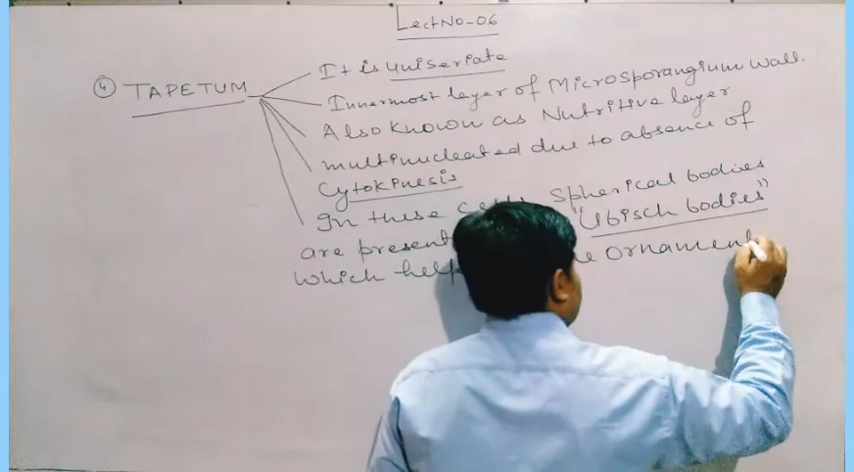 Lect No-06
④ TAPETUM
It is Uniseriate
Innermost layer of Microsporangium wall.
Also known as Nutritive layer
multinucleated due to absence of
Cytokinesis
In these Spherical bodies
are present "Ubisch bodies"
which help ornament